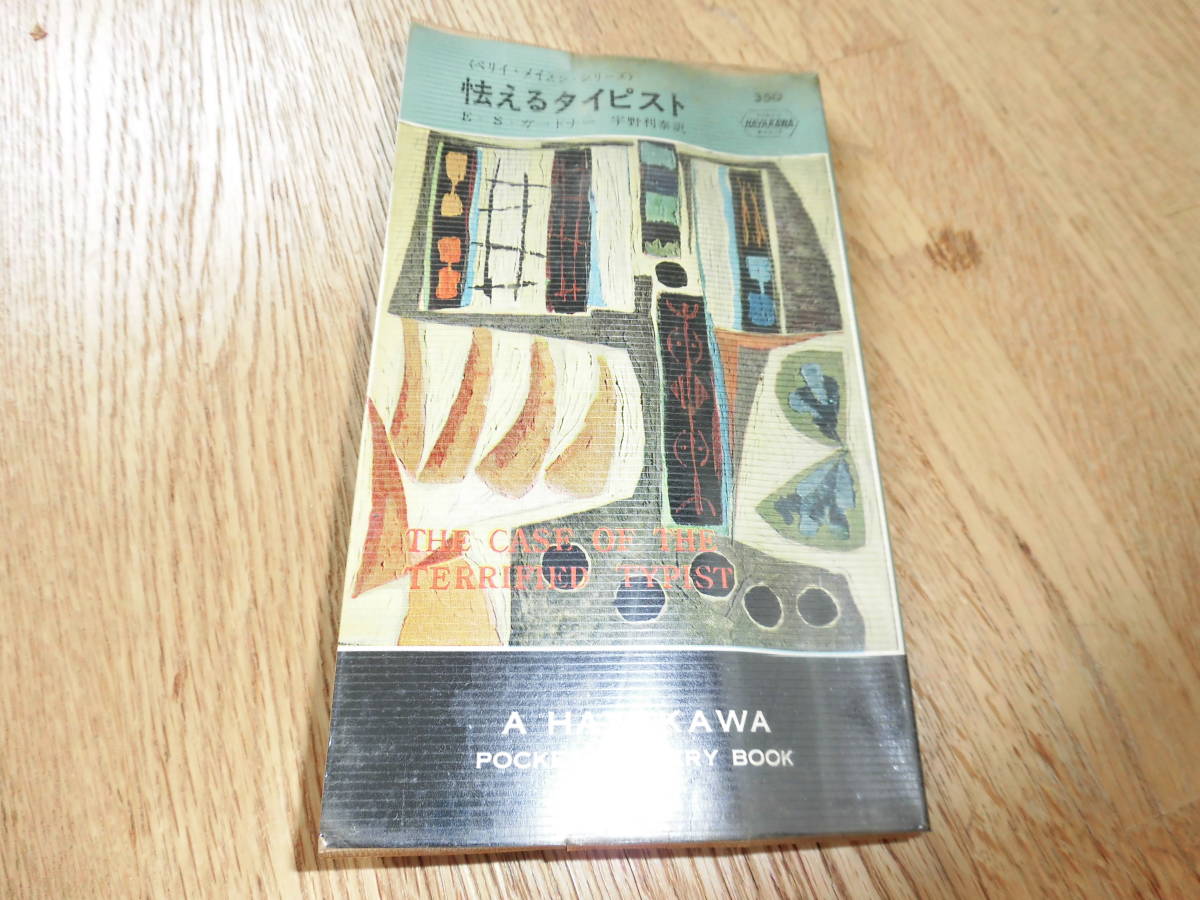 〈ペリイ・メイスン・シリーズ〉
怯えるタイピスト
E・S・ガードナー 宇野利泰訳
350
HAYAKAWA
THE CASE OF THE
TERRIFIED TYPIST
A HAYAKAWA
POCKET MYSTERY BOOK